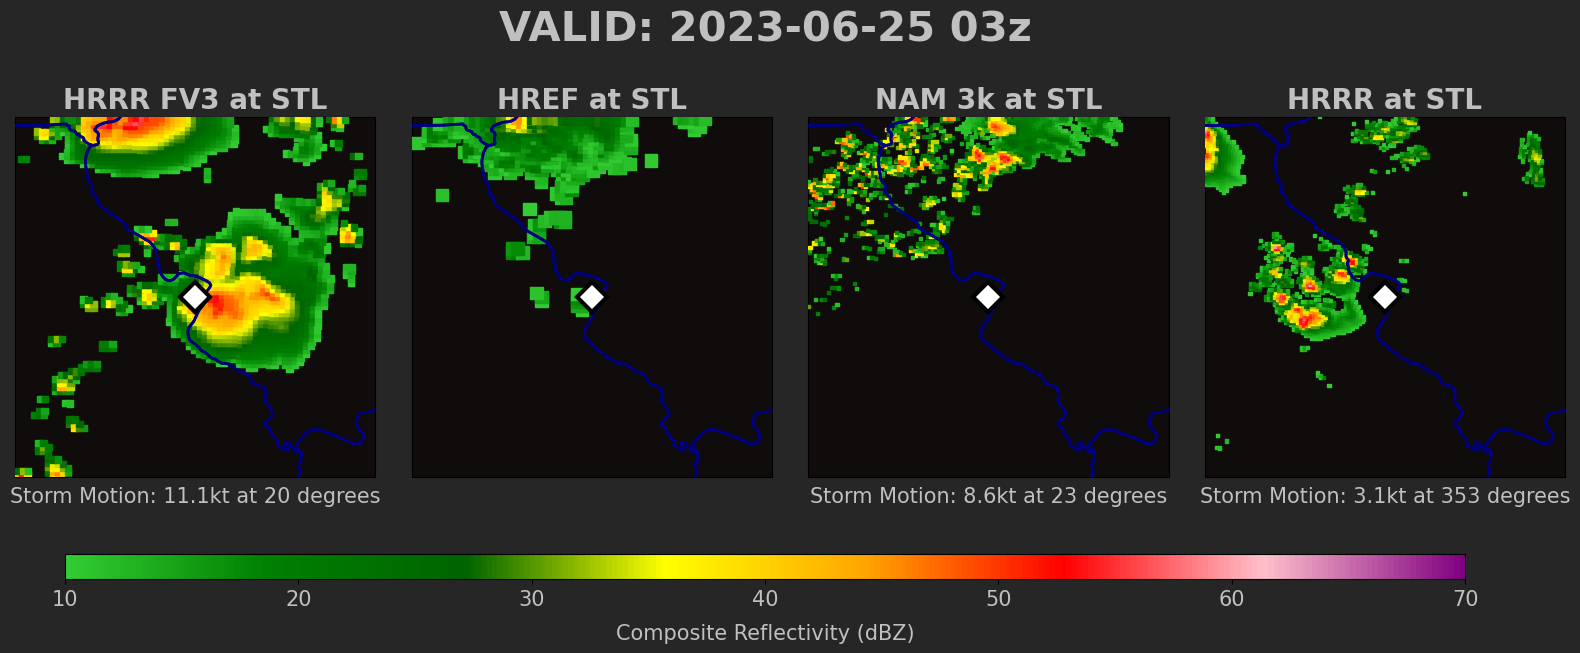 VALID: 2023-06-25 03z
HRRR FV3 at STL
HREF at STL
NAM 3k at STL
HRRR at STL
Storm Motion: 11.1kt at 20 degrees
Storm Motion: 8.6kt at 23 degrees
Storm Motion: 3.1kt at 353 degrees
10 20 30 40 50 60 70
Composite Reflectivity (dBZ)